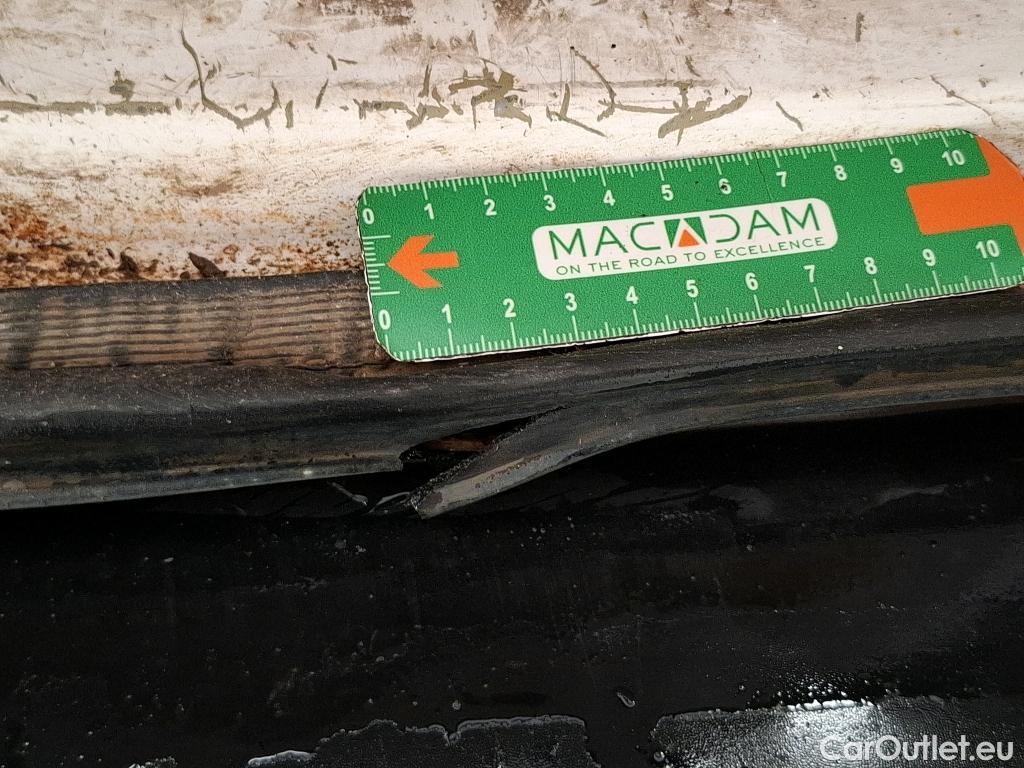 0 1 2 3 4 5 6 7 8 9 10
MACADAM
ON THE ROAD TO EXCELLENCE
0 1 2 3 4 5 6 7 8 9 10
CarOutlet.eu